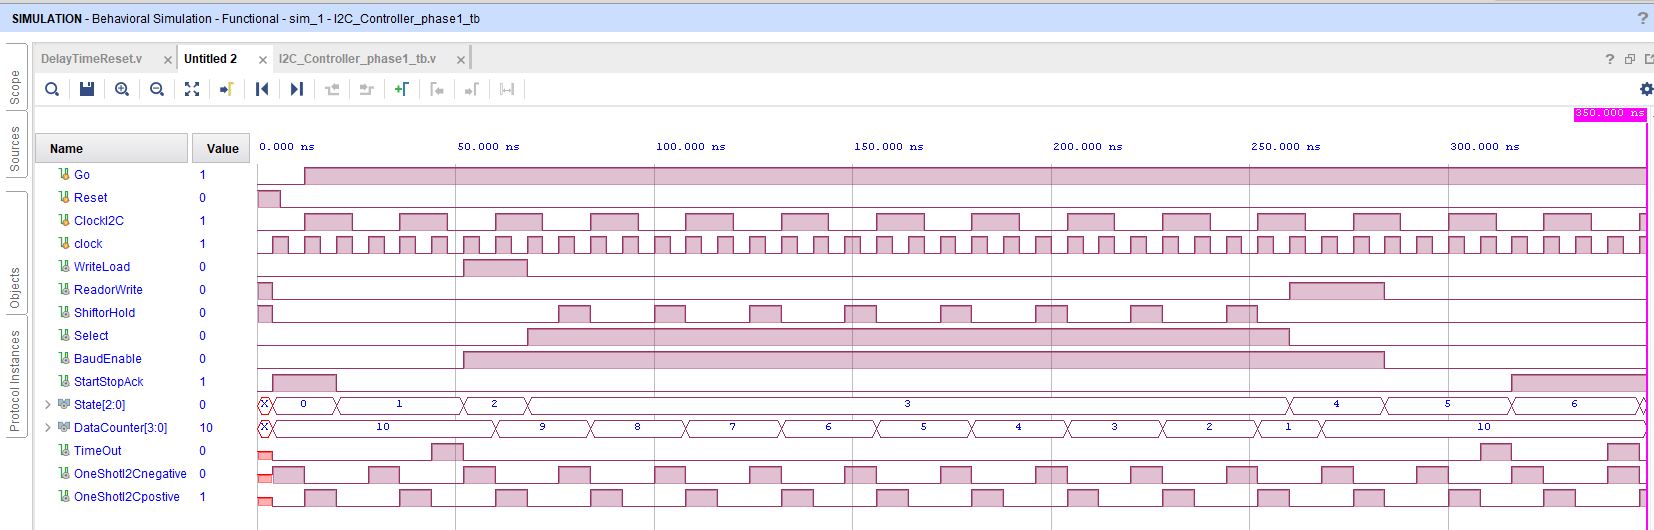 SIMULATION - Behavioral Simulation - Functional - sim_1 - I2C_Controller_phase1_tb ?
DelayTimeReset.v × Untitled 2 × I2C_Controller_phase1_tb.v × ?
Scope
Sources
Objects
Protocol Instances
350.000 ns
Name Value 0.000 ns 50.000 ns 100.000 ns 150.000 ns 200.000 ns 250.000 ns 300.000 ns
Go 1
Reset 0
ClockI2C 1
clock 1
WriteLoad 0
ReadorWrite 0
ShiftorHold 0
Select 0
BaudEnable 0
StartStopAck 1
State[2:0] 0 X 0 1 2 3 4 5 6
DataCounter[3:0] 10 X 10 9 8 7 6 5 4 3 2 1 10
TimeOut 0
OneShotI2Cnegative 0
OneShotI2Cpostive 1